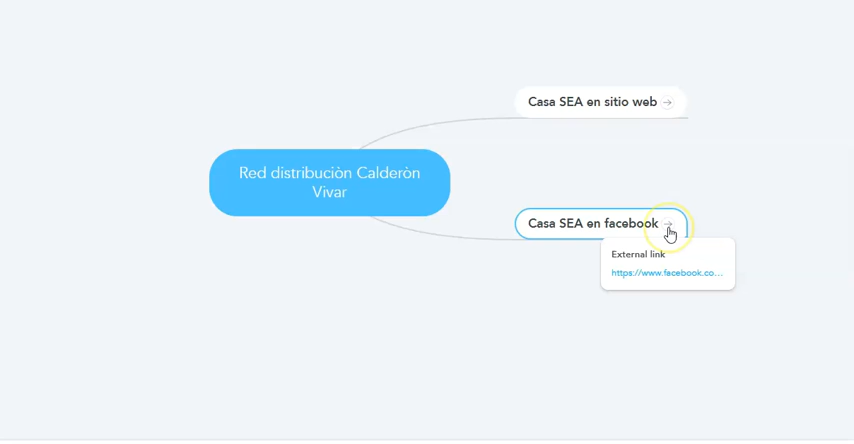 Casa SEA en sitio web
Red distribuciòn Calderòn
Vivar
Casa SEA en facebook
External link
https://www.facebook.co...